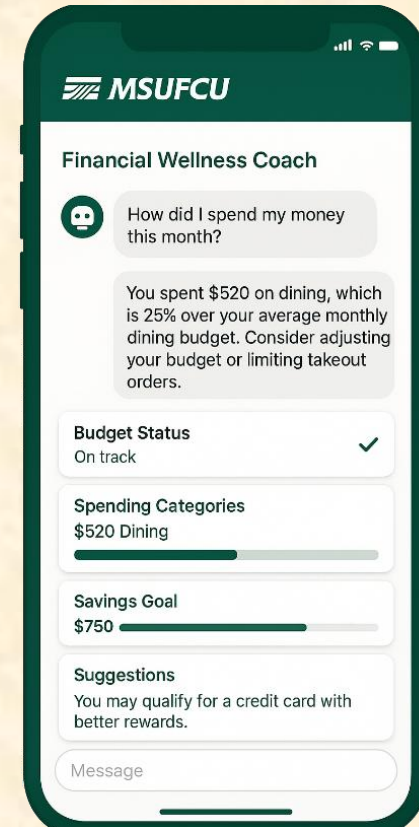 MSUFCU
Financial Wellness Coach
How did I spend my money
this month?
You spent $520 on dining, which
is 25% over your average monthly
dining budget. Consider adjusting
your budget or limiting takeout
orders.
Budget Status
On track
Spending Categories
$520 Dining
Savings Goal
$750
Suggestions
You may qualify for a credit card with
better rewards.
Message